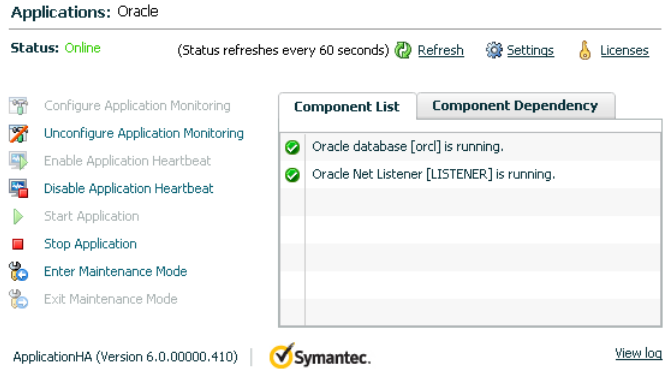 Applications: Oracle
Status: Online (Status refreshes every 60 seconds) Refresh Settings Licenses
Configure Application Monitoring
Unconfigure Application Monitoring
Enable Application Heartbeat
Disable Application Heartbeat
Start Application
Stop Application
Enter Maintenance Mode
Exit Maintenance Mode
Component List Component Dependency
Oracle database [orcl] is running.
Oracle Net Listener [LISTENER] is running.
ApplicationHA (Version 6.0.00000.410) Symantec. View log